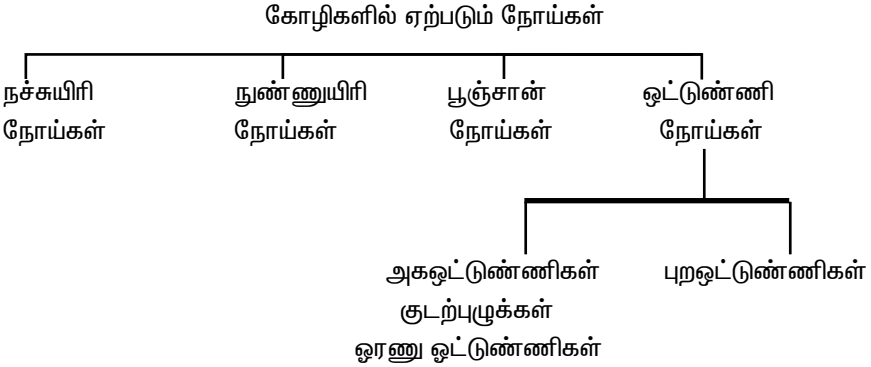 கோழிகளில் ஏற்படும் நோய்கள்
நச்சுயிரி நுண்ணுயிரி பூஞ்சான் ஒட்டுண்ணி
நோய்கள் நோய்கள் நோய்கள் நோய்கள்
அகஒட்டுண்ணிகள் புறஒட்டுண்ணிகள்
குடற்புழுக்கள்
ஓரணு ஒட்டுண்ணிகள்